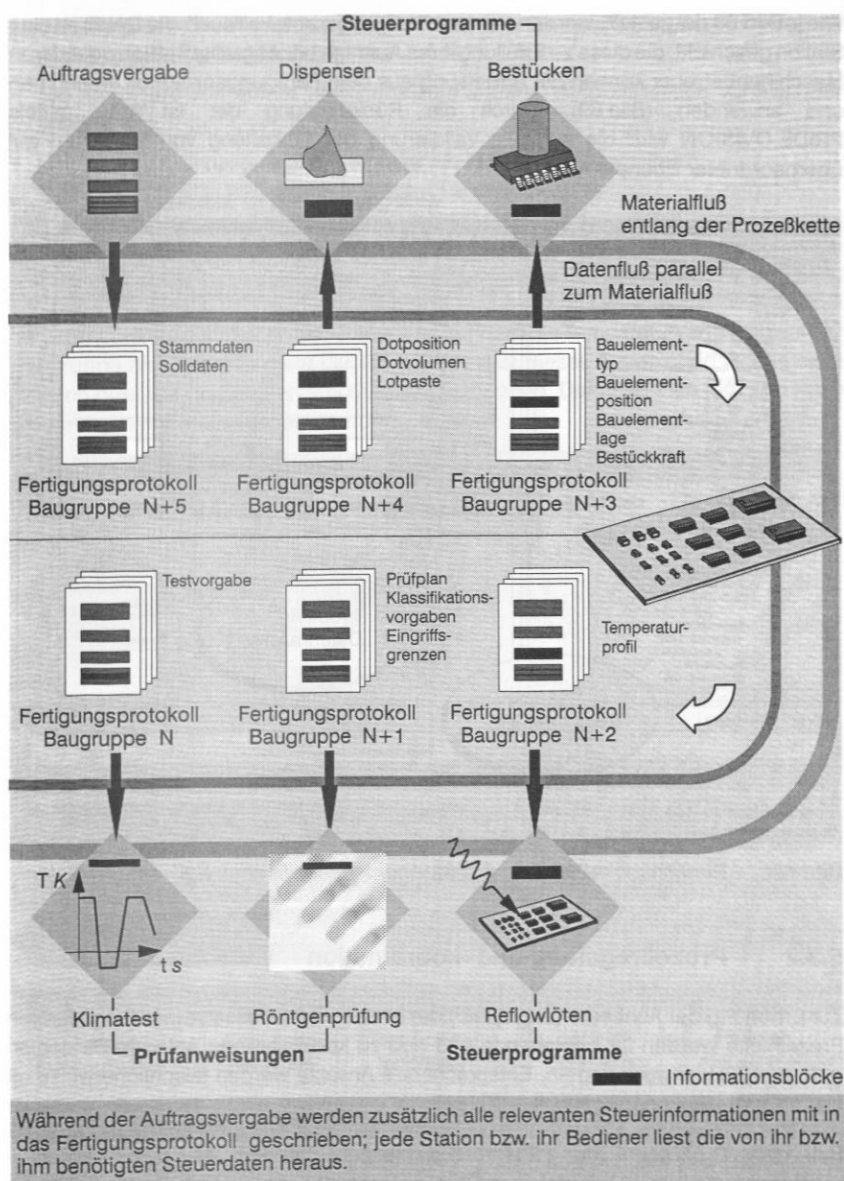 Steuerprogramme
Auftragsvergabe
Dispensen
Bestücken
Materialfluß
entlang der Prozeßkette
Datenfluß parallel
zum Materialfluß
Stammdaten
Solldaten
Dotposition
Dotvolumen
Lotpaste
Bauelement-
typ
Bauelement-
position
Bauelement-
lage
Bestückkraft
Fertigungsprotokoll
Baugruppe N+5
Fertigungsprotokoll
Baugruppe N+4
Fertigungsprotokoll
Baugruppe N+3
Testvorgabe
Prüfplan
Klassifikations-
vorgaben
Eingriffs-
grenzen
Temperatur-
profil
Fertigungsprotokoll
Baugruppe N
Fertigungsprotokoll
Baugruppe N+1
Fertigungsprotokoll
Baugruppe N+2
T K
t s
Klimatest
Röntgenprüfung
Reflowlöten
Prüfanweisungen
Steuerprogramme
Informationsblöcke
Während der Auftragsvergabe werden zusätzlich alle relevanten Steuerinformationen mit in
das Fertigungsprotokoll geschrieben; jede Station bzw. ihr Bediener liest die von ihr bzw.
ihm benötigten Steuerdaten heraus.